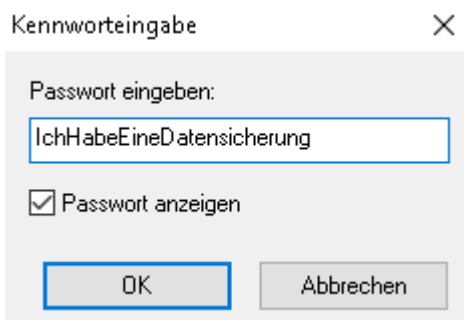 Kennworteingabe
Passwort eingeben:
IchHabeEineDatensicherung
Passwort anzeigen
OK Abbrechen